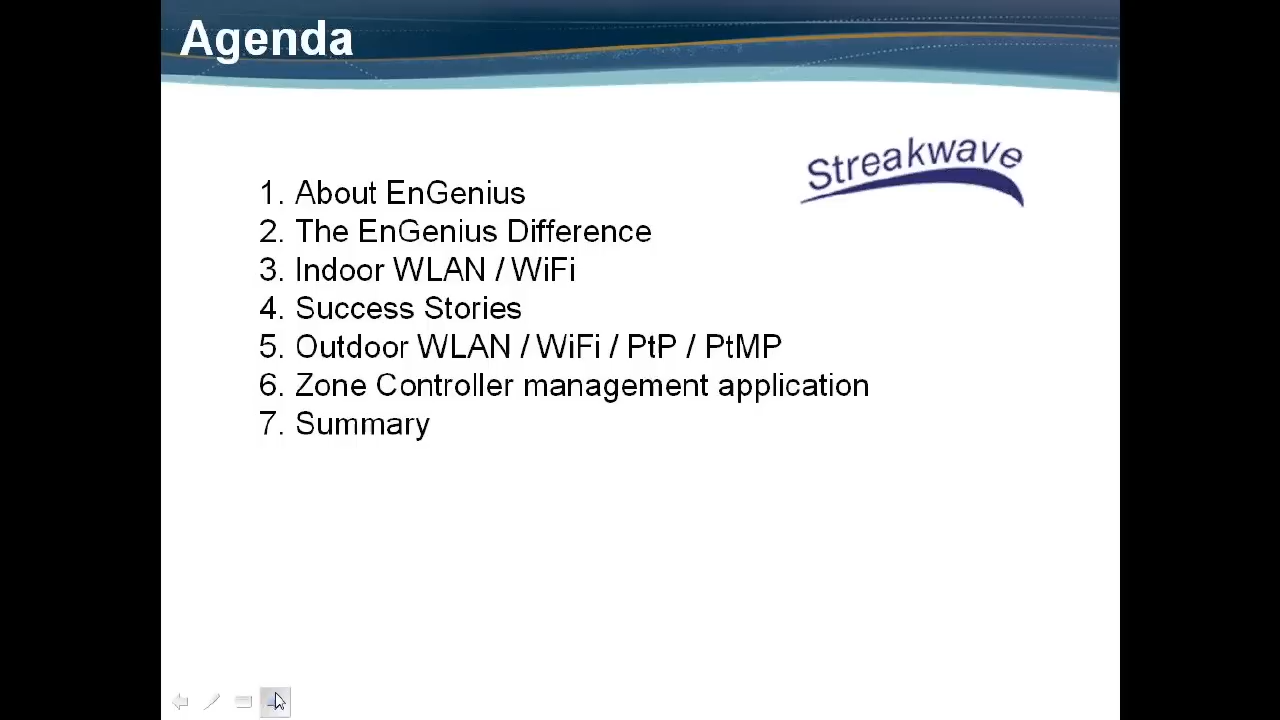 Agenda
Streakwave
1. About EnGenius
2. The EnGenius Difference
3. Indoor WLAN / WiFi
4. Success Stories
5. Outdoor WLAN / WiFi / PtP / PtMP
6. Zone Controller management application
7. Summary